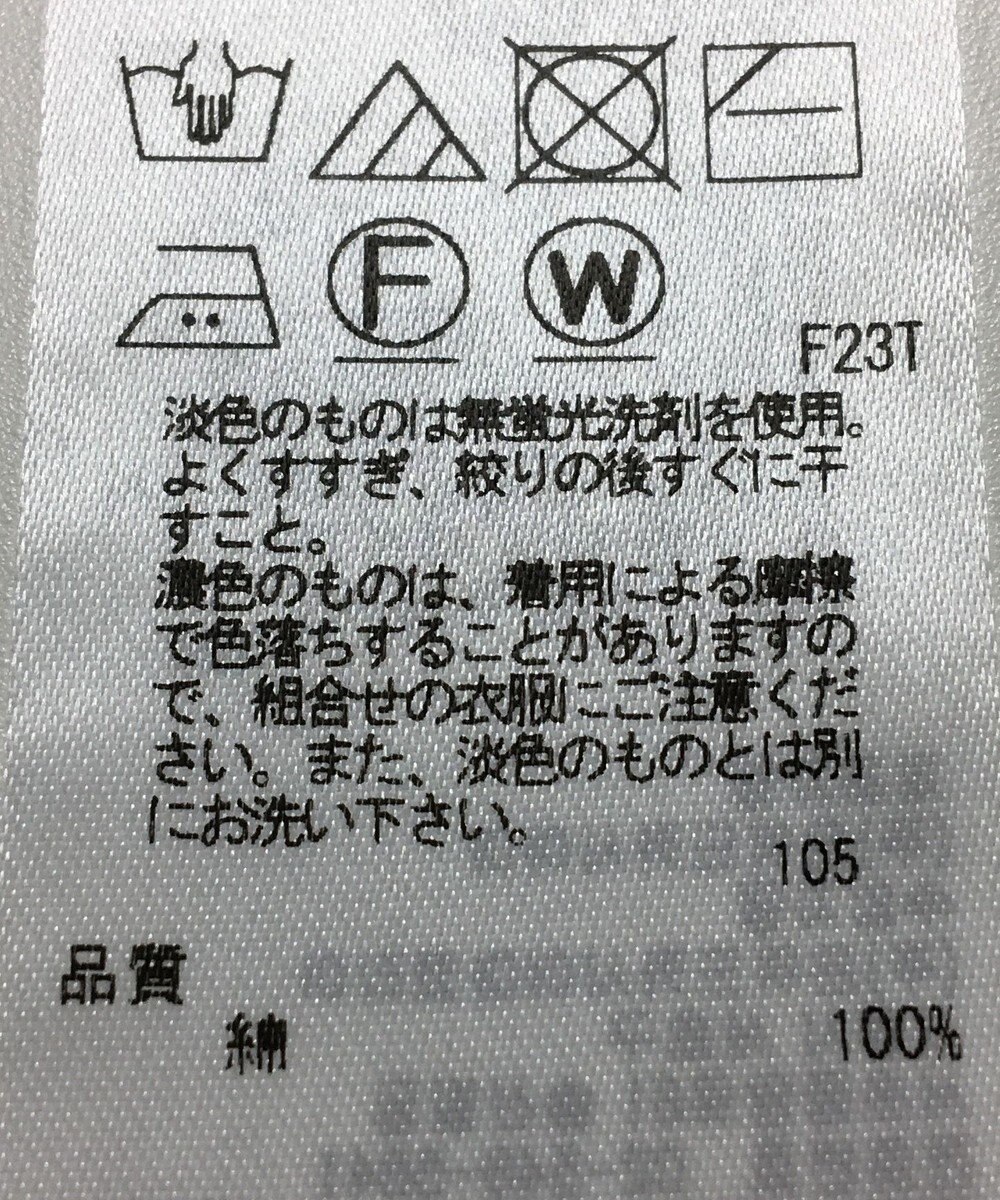 F W
F23T
淡色のものは無蛍光洗剤を使用。
よくすすぎ、絞りの後すぐに干
すこと。
濃色のものは、着用による摩擦
で色落ちすることがありますの
で、組合せの衣服にご注意くだ
さい。また、淡色のものとは別
にお洗い下さい。
105
品質
綿 100%